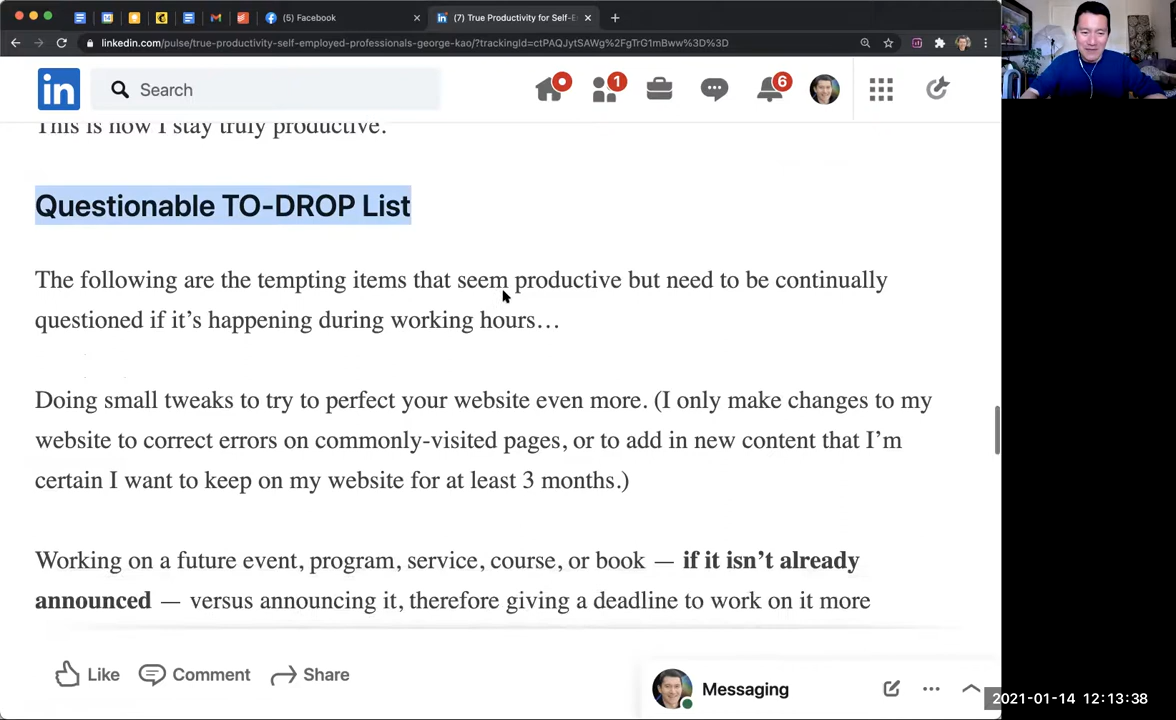 (5) Facebook
(7) True Productivity for Self-E
linkedin.com/pulse/true-productivity-self-employed-professionals-george-kao/?trackingId=ctPAQJytSAWg%2FgTrG1mBww%3D%3D
in
Search
1
6
This is how I stay truly productive.
Questionable TO-DROP List
The following are the tempting items that seem productive but need to be continually
questioned if it’s happening during working hours…
Doing small tweaks to try to perfect your website even more. (I only make changes to my
website to correct errors on commonly-visited pages, or to add in new content that I’m
certain I want to keep on my website for at least 3 months.)
Working on a future event, program, service, course, or book — if it isn’t already
announced — versus announcing it, therefore giving a deadline to work on it more
Like
Comment
Share
Messaging
2021-01-14 12:13:38